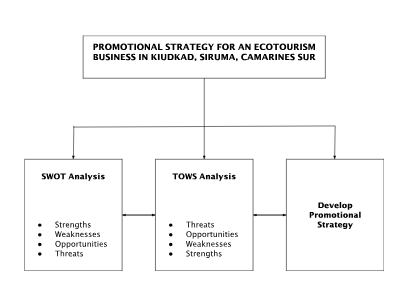 PROMOTIONAL STRATEGY FOR AN ECOTOURISM
BUSINESS IN KIUDKAD, SIRUMA, CAMARINES SUR
SWOT Analysis
● Strengths
● Weaknesses
● Opportunities
● Threats
TOWS Analysis
● Threats
● Opportunities
● Weaknesses
● Strengths
Develop
Promotional
Strategy